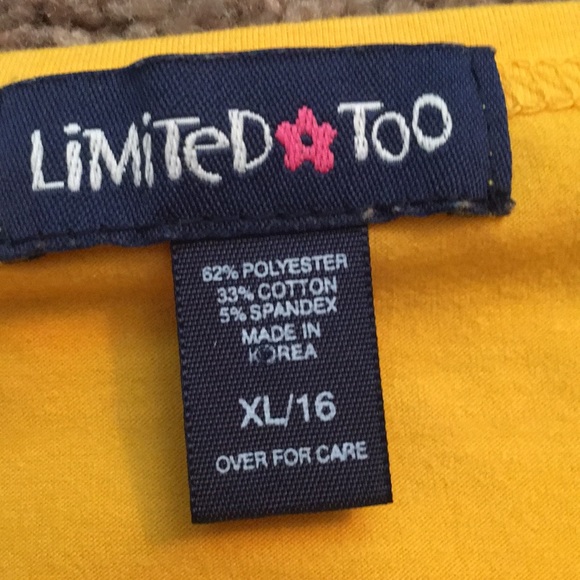 LiMiTeD TOO
62% POLYESTER
33% COTTON
5% SPANDEX
MADE IN
KOREA
XL/16
OVER FOR CARE